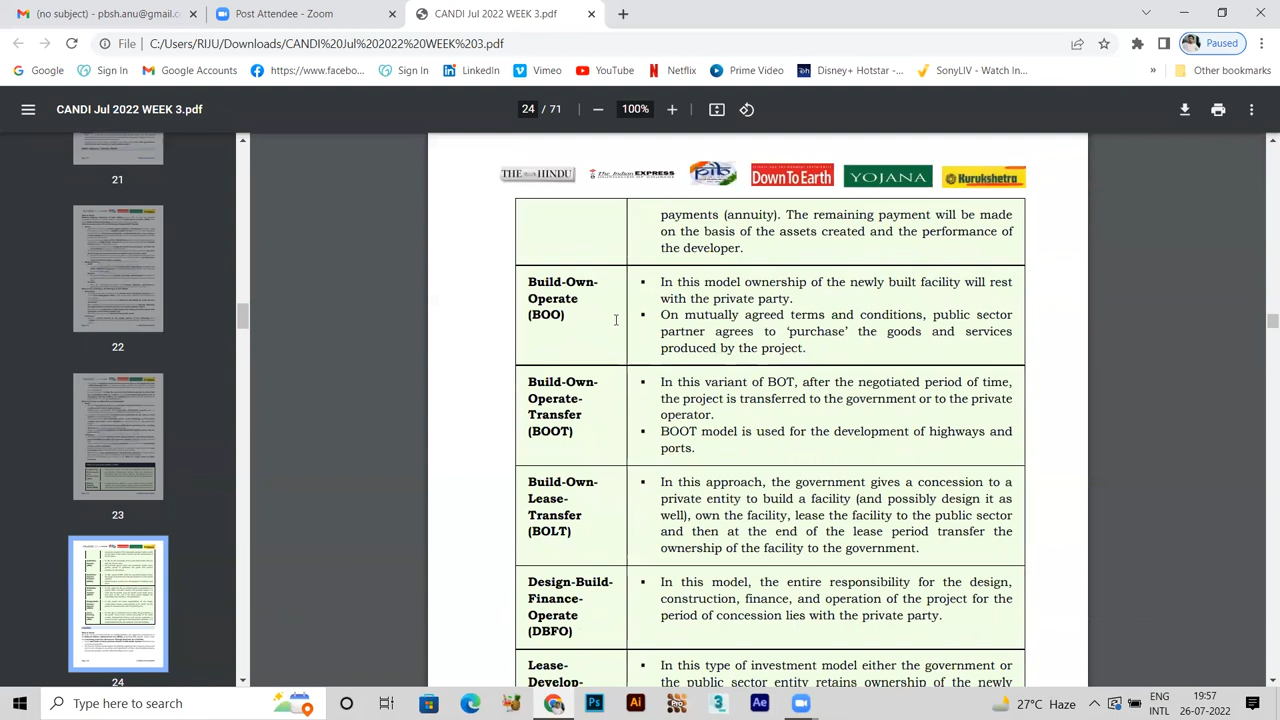 (no subject) - pbshanu@gmail.c
Post Attendee - Zoom
CANDI Jul 2022 WEEK 3.pdf
File
C:/Users/RIJU/Downloads/CANDI%20Jul%202022%20WEEK%203.pdf
Paused
Google
Sign In
Google Accounts
https://www.facebo...
Sign In
LinkedIn
Vimeo
YouTube
Netflix
Prime Video
Disney+ Hotstar -...
SonyLIV - Watch In...
»
Other bookmarks
CANDI Jul 2022 WEEK 3.pdf
24 / 71
100%
21
22
23
24
THE HINDU
The Indian EXPRESS
DownToEarth
YOJANA
Kurukshetra
payments (annuity). The remaining payment will be made
on the basis of the assets created and the performance of
the developer.
Build-Own-
Operate
(BOO)
▪ In this model ownership of the newly built facility will rest
with the private party.
▪ On mutually agreed terms and conditions, public sector
partner agrees to ‘purchase’ the goods and services
produced by the project.
Build-Own-
Operate-
Transfer
(BOOT)
▪ In this variant of BOT, after the negotiated period of time,
the project is transferred to the government or to the private
operator.
▪ BOOT model is used for the development of highways and
ports.
Build-Own-
Lease-
Transfer
(BOLT)
▪ In this approach, the government gives a concession to a
private entity to build a facility (and possibly design it as
well), own the facility, lease the facility to the public sector
and then at the end of the lease period transfer the
ownership of the facility to the government.
Design-Build-
Finance-
Operate
(DBFO)
▪ In this model, the entire responsibility for the design,
construction, finance, and operation of the project for the
period of concession lies with the private party.
Lease-
Develop-
▪ In this type of investment model either the government or
the public sector entity retains ownership of the newly
Type here to search
27°C Haze
ENG
INTL
19:57
26-07-2022